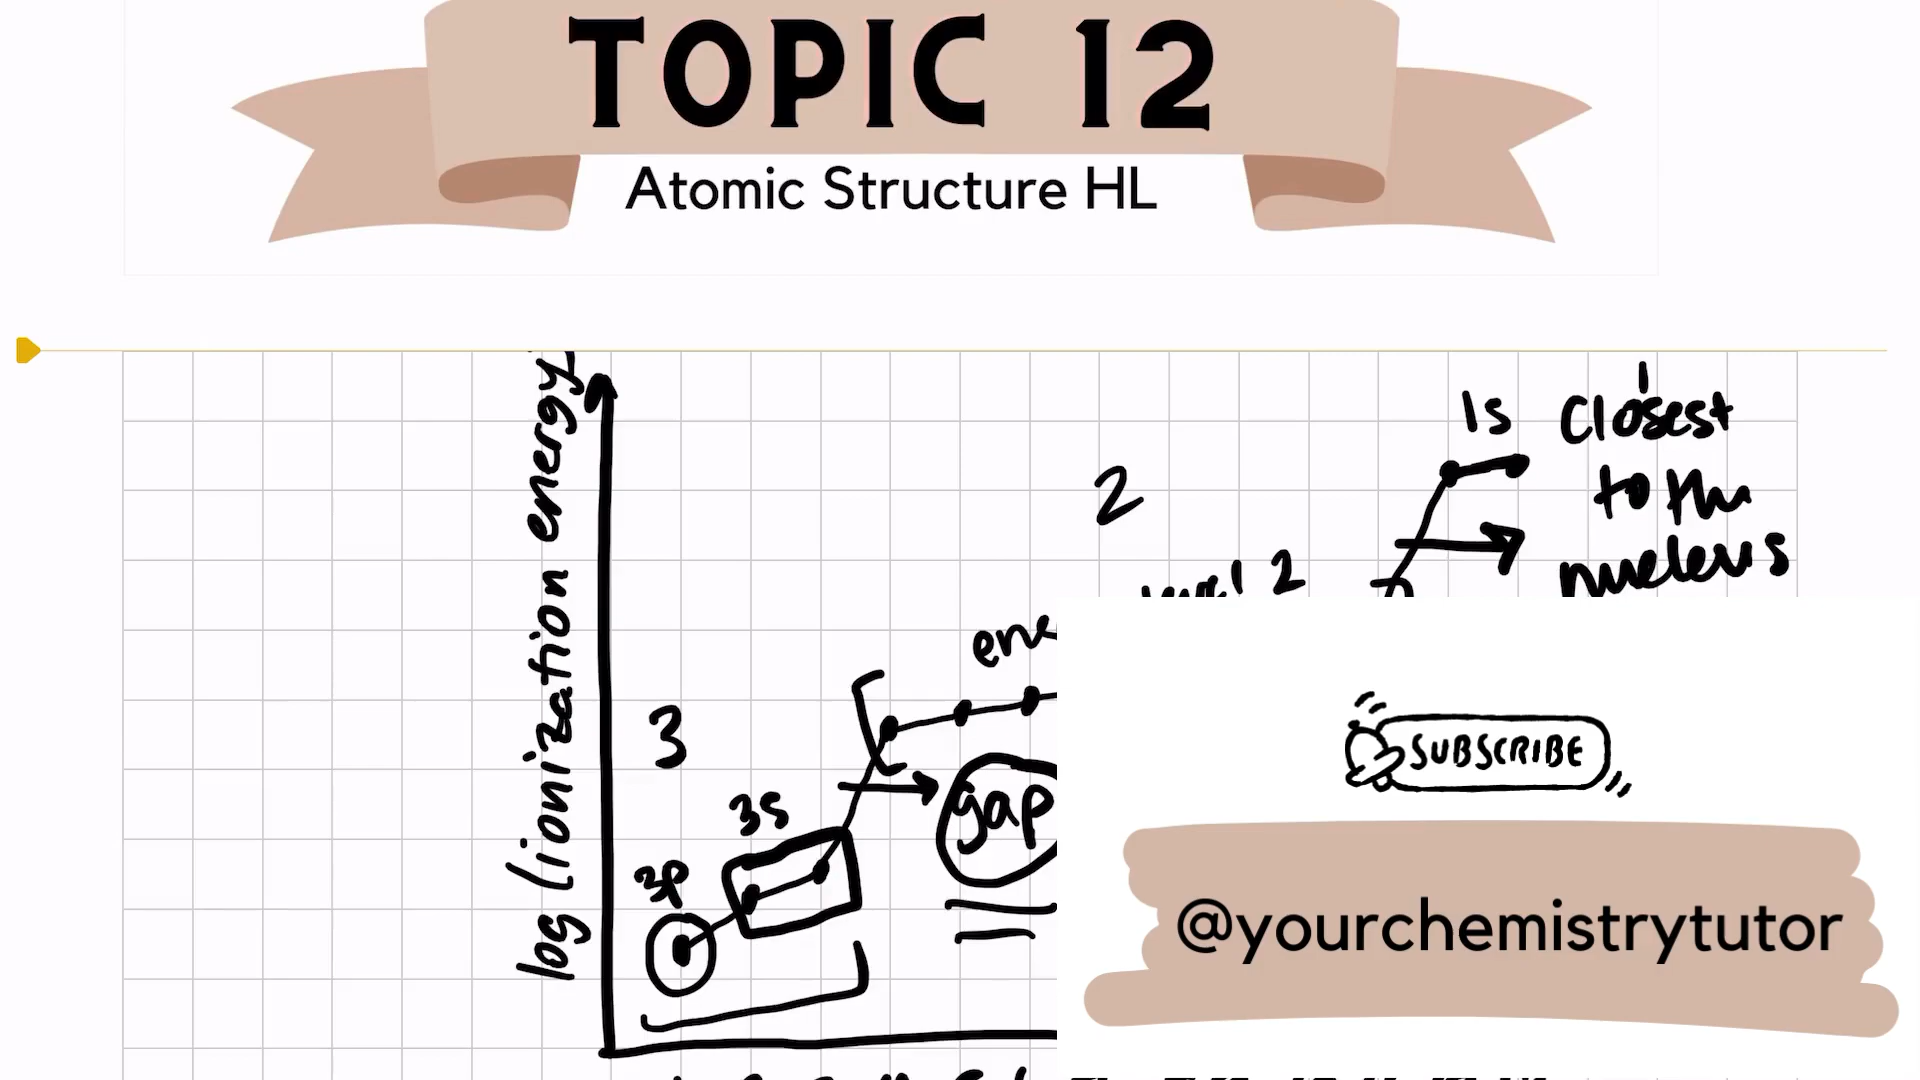 TOPIC 12
Atomic Structure HL
log (ionization energy
1s closest
to the
nucleus
2
2
3
3s
3p
gap
SUBSCRIBE
@yourchemistrytutor